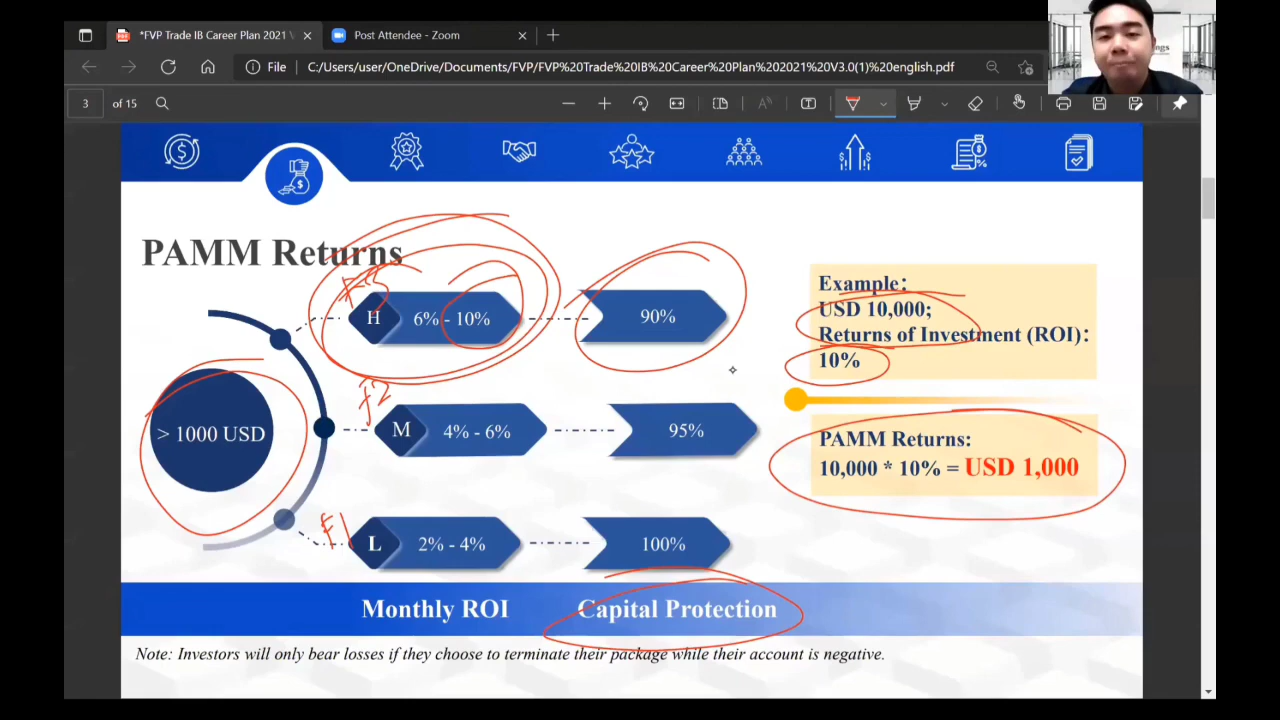 *FVP Trade IB Career Plan 2021 V
Post Attendee - Zoom
File
C:/Users/user/OneDrive/Documents/FVP/FVP%20Trade%20IB%20Career%20Plan%202021%20V3.0(1)%20english.pdf
3 of 15
PAMM Returns
> 1000 USD
F3
H 6% - 10% 90%
F2
M 4% - 6% 95%
F1
L 2% - 4% 100%
Monthly ROI Capital Protection
Example:
USD 10,000;
Returns of Investment (ROI):
10%
PAMM Returns:
10,000 * 10% = USD 1,000
Note: Investors will only bear losses if they choose to terminate their package while their account is negative.